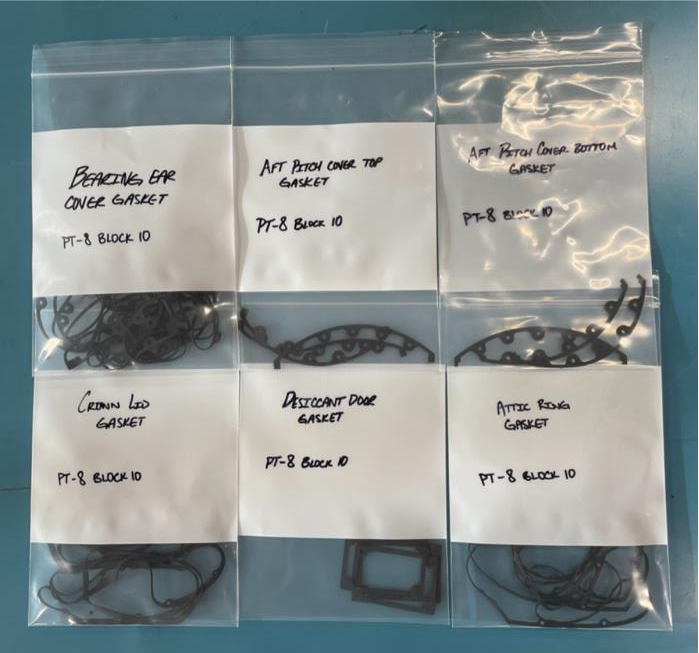 BEARING EAR
COVER GASKET
PT-8 BLOCK 10
AFT PITCH COVER TOP
GASKET
PT-8 BLOCK 10
AFT PITCH COVER BOTTOM
GASKET
PT-8 BLOCK 10
CROWN LID
GASKET
PT-8 BLOCK 10
DESICCANT DOOR
GASKET
PT-8 BLOCK 10
ATTIC RING
GASKET
PT-8 BLOCK 10